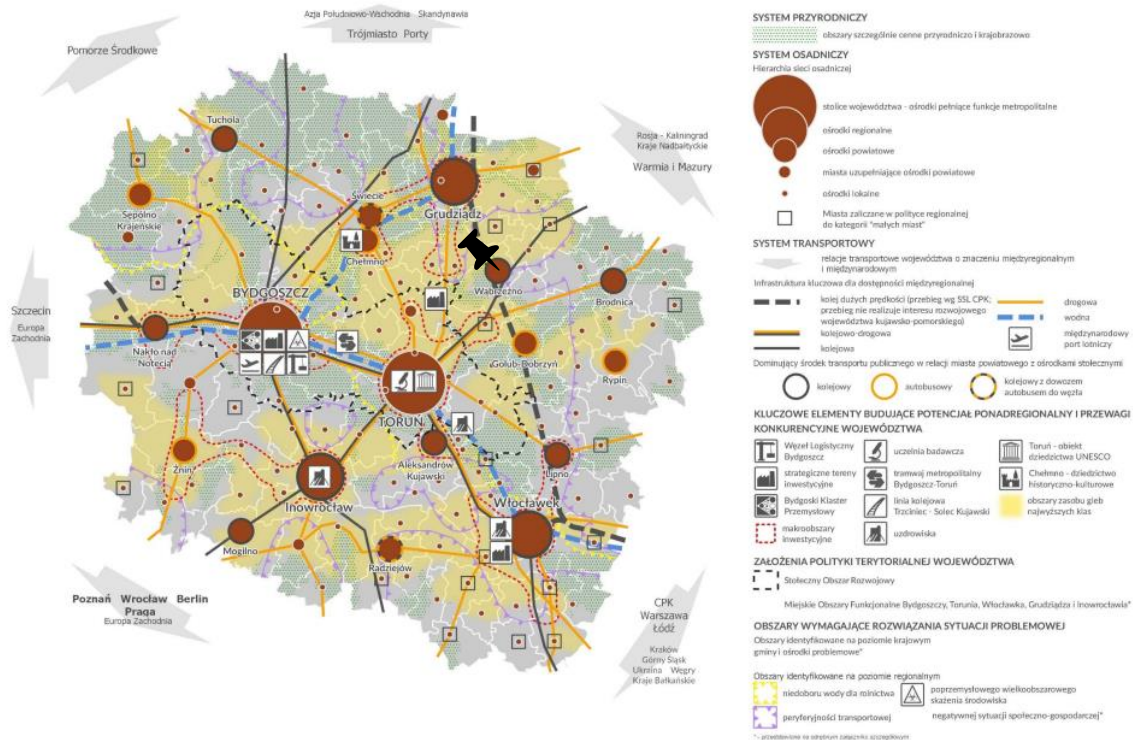 Azja Południowo-Wschodnia Skandynawia
Trójmiasto Porty
Pomorze Środkowe
Rosja - Kaliningrad
Kraje Nadbałtyckie
Warmia i Mazury
Szczecin
Europa
Zachodnia
Tuchola
Sępólno
Krajeńskie
Świecie
Grudziądz
Chełmno
Wąbrzeźno
Brodnica
BYDGOSZCZ
Nakło nad
Notecią
Golub-Dobrzyń
Rypin
TORUŃ
Żnin
Aleksandrów
Kujawski
Lipno
Inowrocław
Włocławek
Mogilno
Radziejów
Poznań Wrocław Berlin
Praga
Europa Zachodnia
CPK
Warszawa
Łódź
Kraków
Górny Śląsk
Ukraina Węgry
Kraje Bałkańskie
SYSTEM PRZYRODNICZY
obszary szczególnie cenne przyrodniczo i krajobrazowo
SYSTEM OSADNICZY
Hierarchia sieci osadniczej
stolice województwa - ośrodki pełniące funkcje metropolitalne
ośrodki regionalne
ośrodki powiatowe
miasta uzupełniające ośrodki powiatowe
ośrodki lokalne
Miasta zaliczane w polityce regionalnej
do kategorii "małych miast"
SYSTEM TRANSPORTOWY
relacje transportowe województwa o znaczeniu międzyregionalnym
i międzynarodowym
Infrastruktura kluczowa dla dostępności międzyregionalnej
kolej dużych prędkości (przebieg wg SSL CPK;
przebieg nie realizuje interesu rozwojowego
województwa kujawsko-pomorskiego)
kolejowo-drogowa
kolejowa
drogowa
wodna
międzynarodowy
port lotniczy
Dominujący środek transportu publicznego w relacji miasta powiatowego z ośrodkami stołecznymi
kolejowy
autobusowy
kolejowy z dowozem
autobusem do węzła
KLUCZOWE ELEMENTY BUDUJĄCE POTENCJAŁ PONADREGIONALNY I PRZEWAGI
KONKURENCYJNE WOJEWÓDZTWA
Węzeł Logistyczny
Bydgoszcz
uczelnia badawcza
Toruń - obiekt
dziedzictwa UNESCO
strategiczne tereny
inwestycyjne
tramwaj metropolitalny
Bydgoszcz-Toruń
Chełmno - dziedzictwo
historyczno-kulturowe
Bydgoski Klaster
Przemysłowy
linia kolejowa
Trzciniec - Solec Kujawski
obszary zasobu gleb
najwyższych klas
makroobszary
inwestycyjne
uzdrowiska
ZAŁOŻENIA POLITYKI TERYTORIALNEJ WOJEWÓDZTWA
Stołeczny Obszar Rozwojowy
Miejskie Obszary Funkcjonalne Bydgoszczy, Torunia, Włocławka, Grudziądza i Inowrocławia*
OBSZARY WYMAGAJĄCE ROZWIĄZANIA SYTUACJI PROBLEMOWEJ
Obszary identyfikowane na poziomie krajowym
gminy i ośrodki problemowe*
Obszary identyfikowane na poziomie regionalnym
niedoboru wody dla rolnictwa
poprzemysłowego wielkoobszarowego
skażenia środowiska
peryferyjności transportowej
negatywnej sytuacji społeczno-gospodarczej*
* - przedstawione na odrębnym załączniku szczegółowym